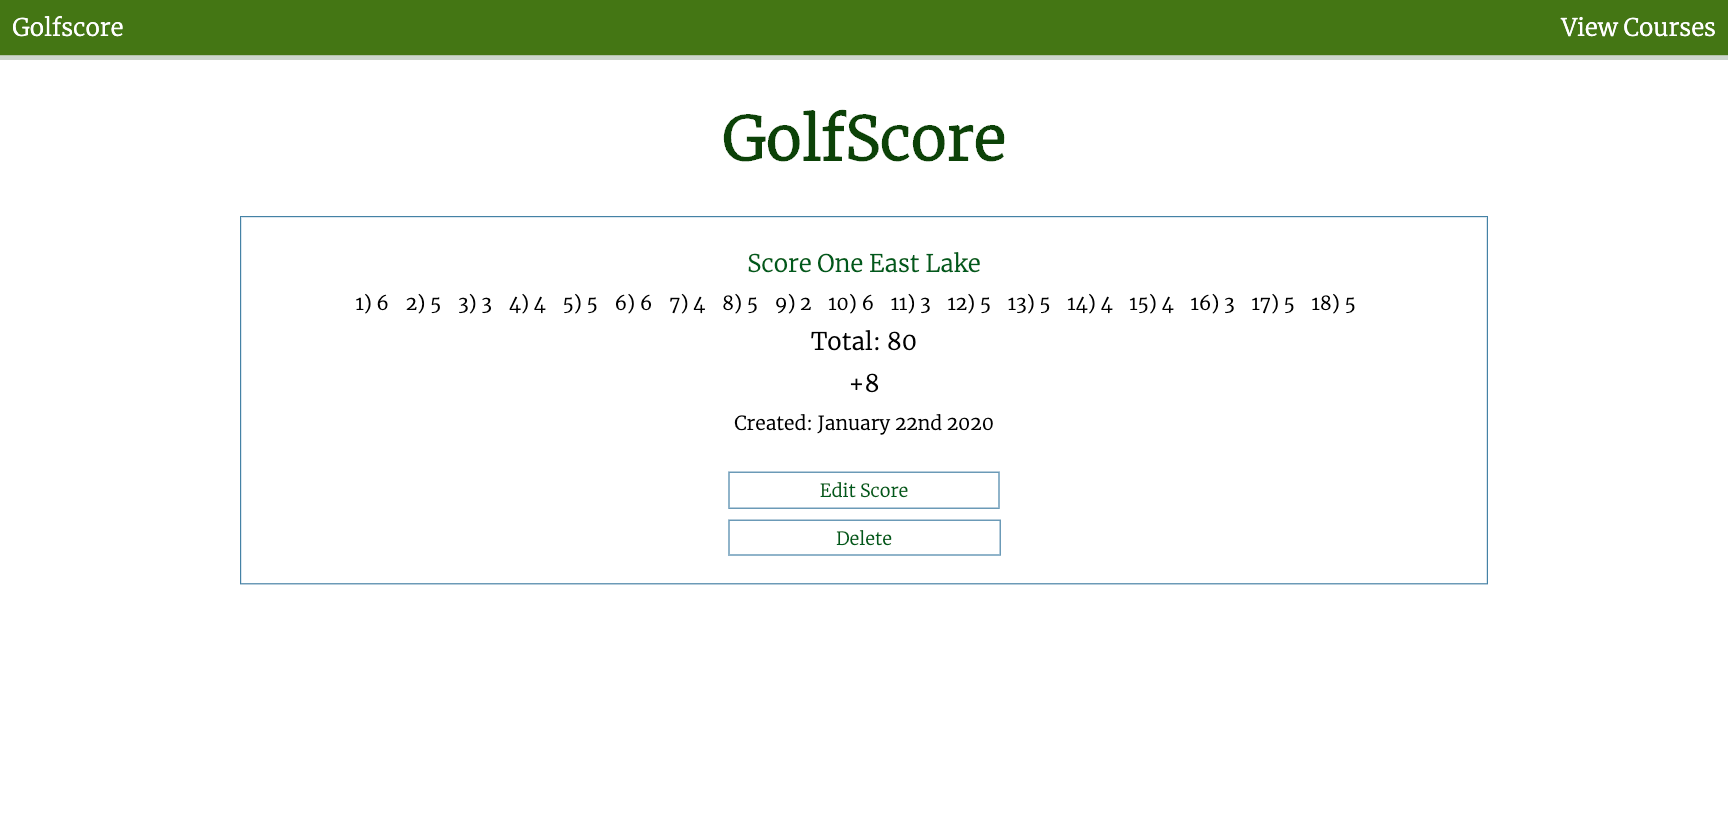 Golfscore View Courses
GolfScore
Score One East Lake
1) 6 2) 5 3) 3 4) 4 5) 5 6) 6 7) 4 8) 5 9) 2 10) 6 11) 3 12) 5 13) 5 14) 4 15) 4 16) 3 17) 5 18) 5
Total: 80
+8
Created: January 22nd 2020
Edit Score
Delete